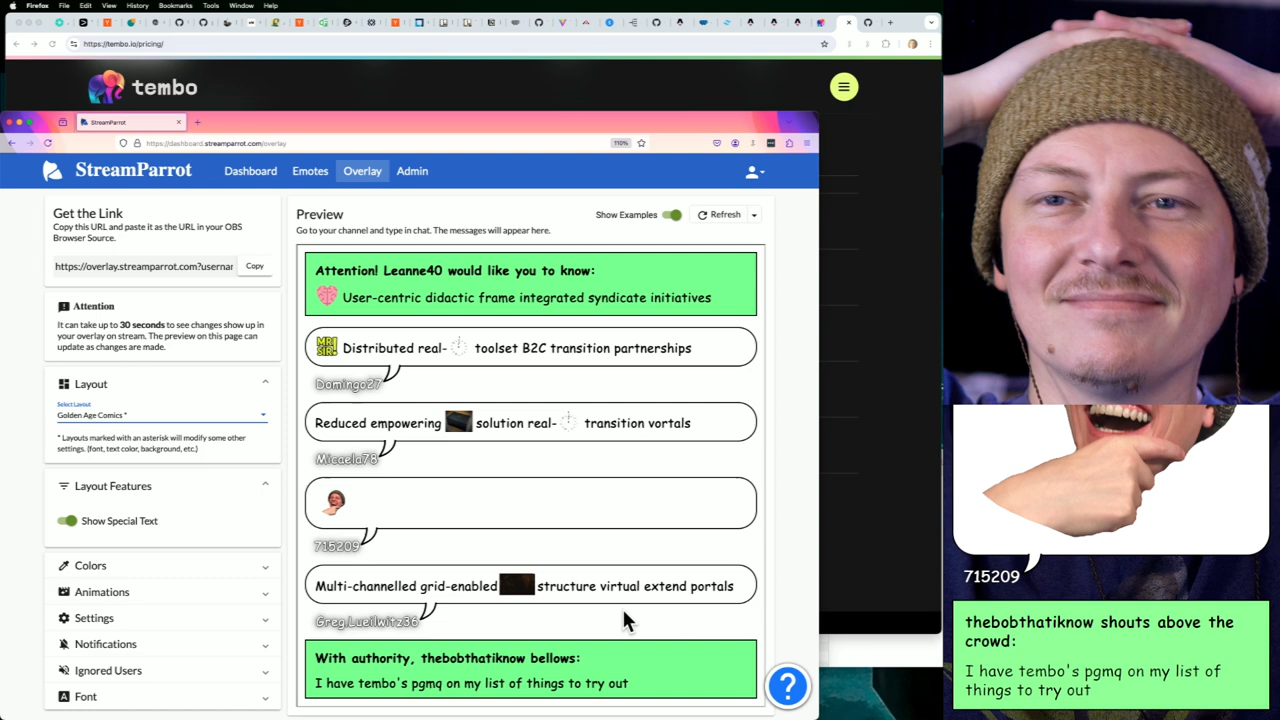 Firefox File Edit View History Bookmarks Tools Window Help
https://tembo.io/pricing/
tembo
StreamParrot
https://dashboard.streamparrot.com/overlay
110%
StreamParrot Dashboard Emotes Overlay Admin
Get the Link
Copy this URL and paste it as the URL in your OBS
Browser Source.
https://overlay.streamparrot.com?usernar Copy
Attention
It can take up to 30 seconds to see changes show up in
your overlay on stream. The preview on this page can
update as changes are made.
Layout
Select Layout
Golden Age Comics *
* Layouts marked with an asterisk will modify some other
settings. (font, text color, background, etc.)
Layout Features
Show Special Text
Colors
Animations
Settings
Notifications
Ignored Users
Font
Preview
Show Examples
Refresh
Go to your channel and type in chat. The messages will appear here.
Attention! Leanne40 would like you to know:
User-centric didactic frame integrated syndicate initiatives
MR! SIR! Distributed real- toolset B2C transition partnerships
Domingo27
Reduced empowering solution real- transition vortals
Micaela78
715209
Multi-channelled grid-enabled structure virtual extend portals
Greg.Lueilwitz36
With authority, thebobthatiknow bellows:
I have tembo's pgmq on my list of things to try out
?
715209
thebobthatiknow shouts above the
crowd:
I have tembo's pgmq on my list of
things to try out